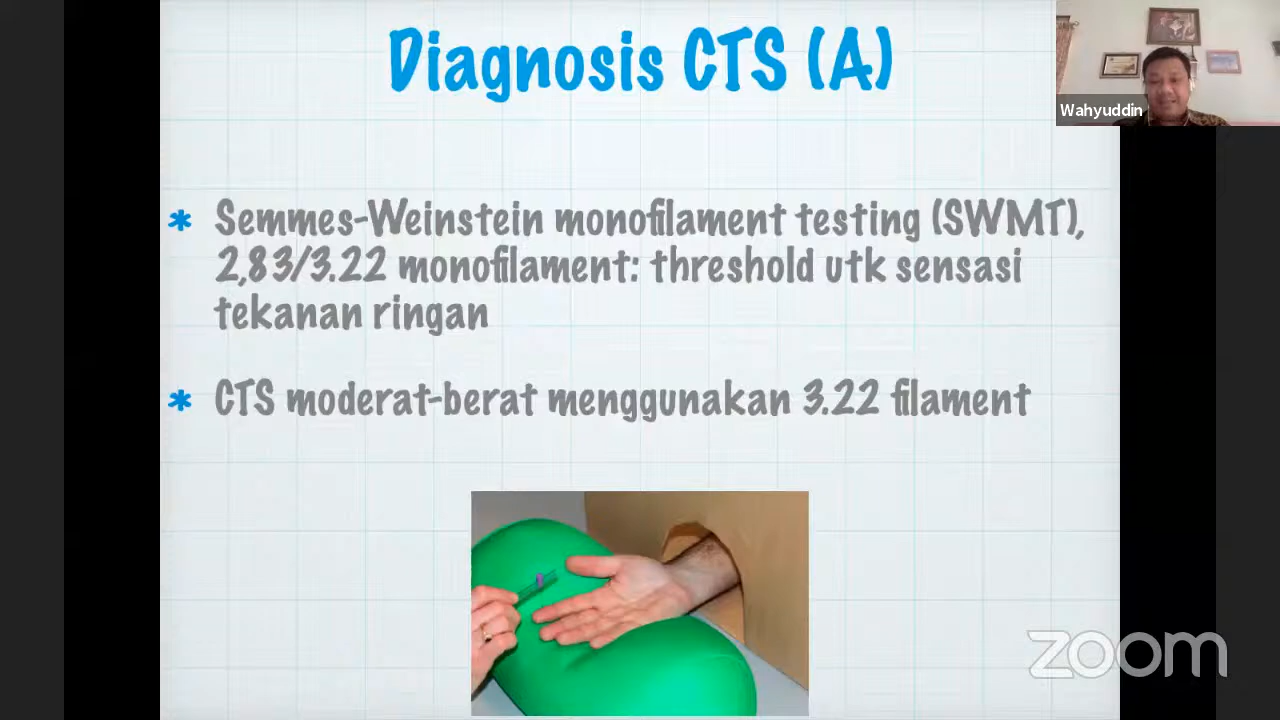 Diagnosis CTS (A)
Wahyuddin
* Semmes-Weinstein monofilament testing (SWMT),
2,83/3.22 monofilament: threshold utk sensasi
tekanan ringan
* CTS moderat-berat menggunakan 3.22 filament
zoom